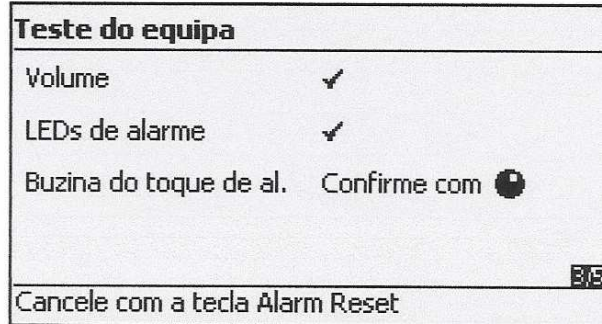 Teste do equipa
Volume ✓
LEDs de alarme ✓
Buzina do toque de al. Confirme com
3/5
Cancele com a tecla Alarm Reset